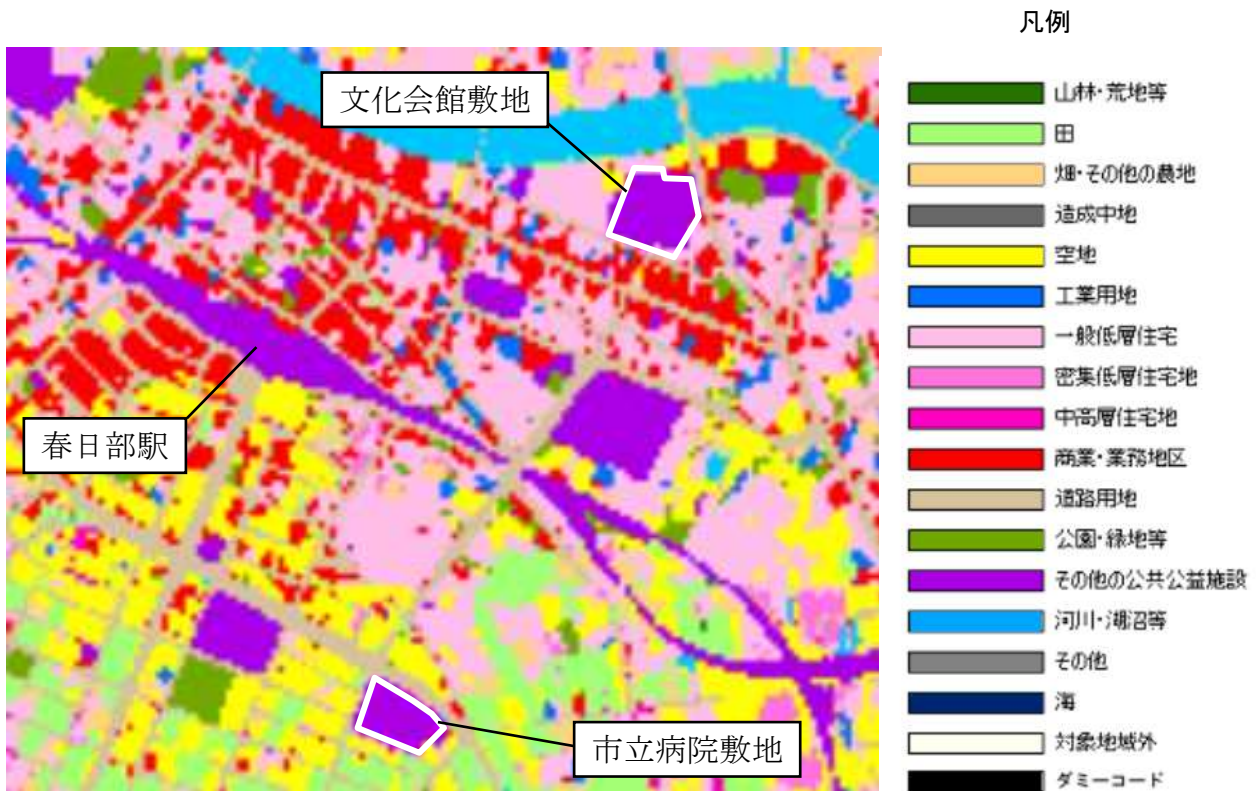 凡例
文化会館敷地
春日部駅
市立病院敷地
山林・荒地等
田
畑・その他の農地
造成中地
空地
工業用地
一般低層住宅
密集低層住宅地
中高層住宅地
商業・業務地区
道路用地
公園・緑地等
その他の公共公益施設
河川・湖沼等
その他
海
対象地域外
ダミーコード